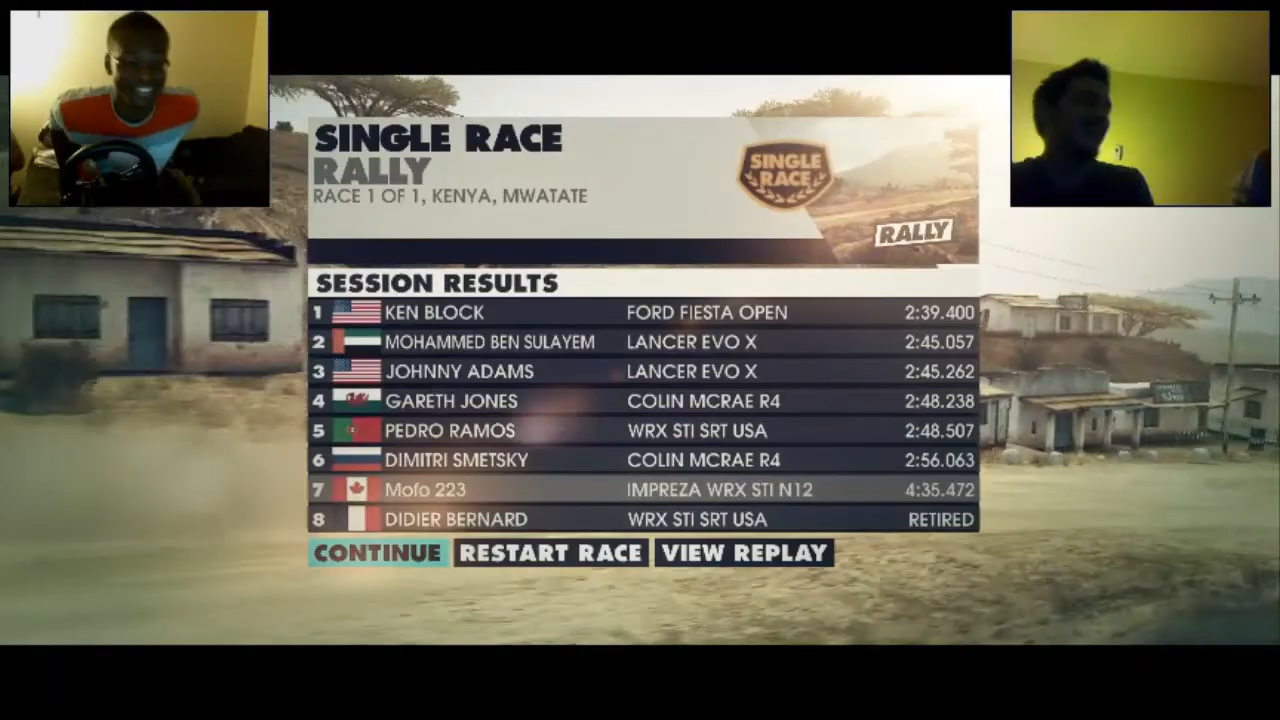 SINGLE RACE
RALLY
RACE 1 OF 1, KENYA, MWATATE
SINGLE
RACE
RALLY
SESSION RESULTS
1 KEN BLOCK FORD FIESTA OPEN 2:39.400
2 MOHAMMED BEN SULAYEM LANCER EVO X 2:45.057
3 JOHNNY ADAMS LANCER EVO X 2:45.262
4 GARETH JONES COLIN MCRAE R4 2:48.238
5 PEDRO RAMOS WRX STI SRT USA 2:48.507
6 DIMITRI SMETSKY COLIN MCRAE R4 2:56.063
7 Mofo 223 IMPREZA WRX STI N12 4:35.472
8 DIDIER BERNARD WRX STI SRT USA RETIRED
CONTINUE RESTART RACE VIEW REPLAY